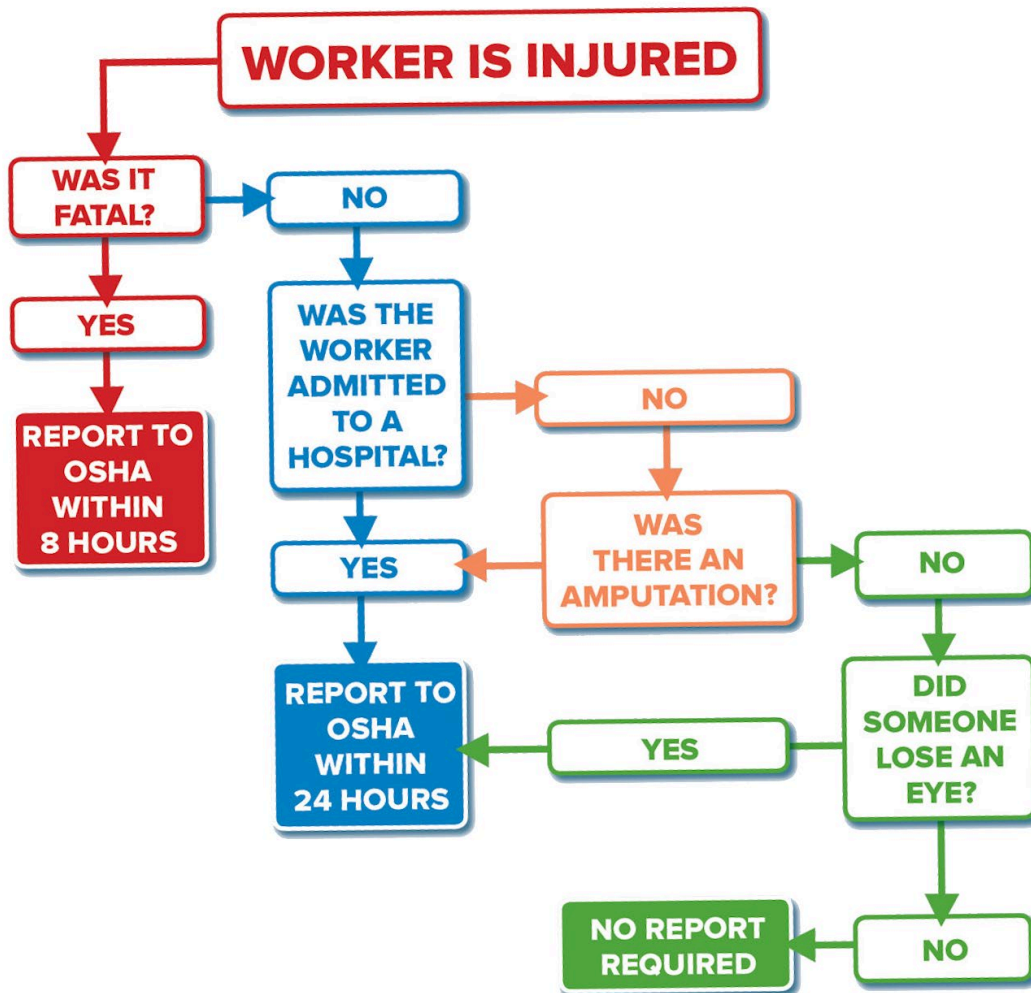 WORKER IS INJURED
WAS IT
FATAL?
NO
YES
WAS THE
WORKER
ADMITTED
TO A
HOSPITAL?
NO
REPORT TO
OSHA
WITHIN
8 HOURS
WAS
THERE AN
AMPUTATION?
YES
NO
REPORT TO
OSHA
WITHIN
24 HOURS
DID
SOMEONE
LOSE AN
EYE?
YES
NO REPORT
REQUIRED
NO